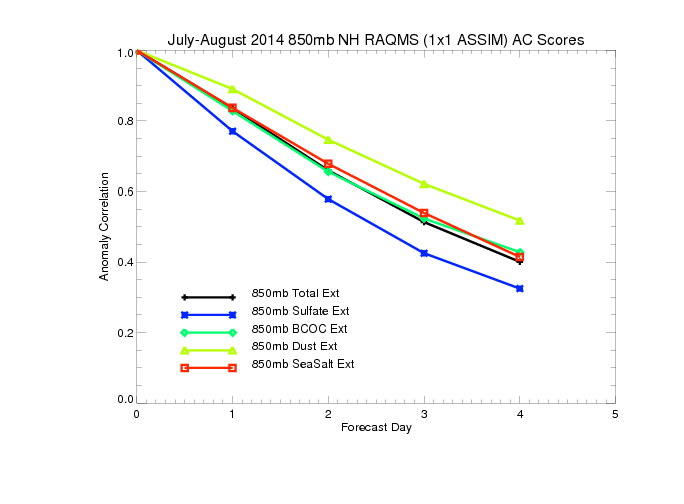 July-August 2014 850mb NH RAQMS (1x1 ASSIM) AC Scores
1.0
0.8
0.6
0.4
0.2
0.0
Anomaly Correlation
850mb Total Ext
850mb Sulfate Ext
850mb BCOC Ext
850mb Dust Ext
850mb SeaSalt Ext
0 1 2 3 4 5
Forecast Day